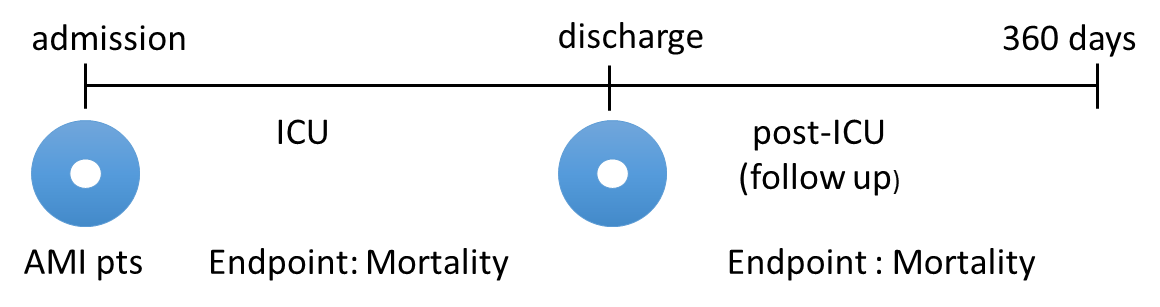 admission
discharge
360 days
ICU
post-ICU
(follow up)
AMI pts
Endpoint: Mortality
Endpoint : Mortality